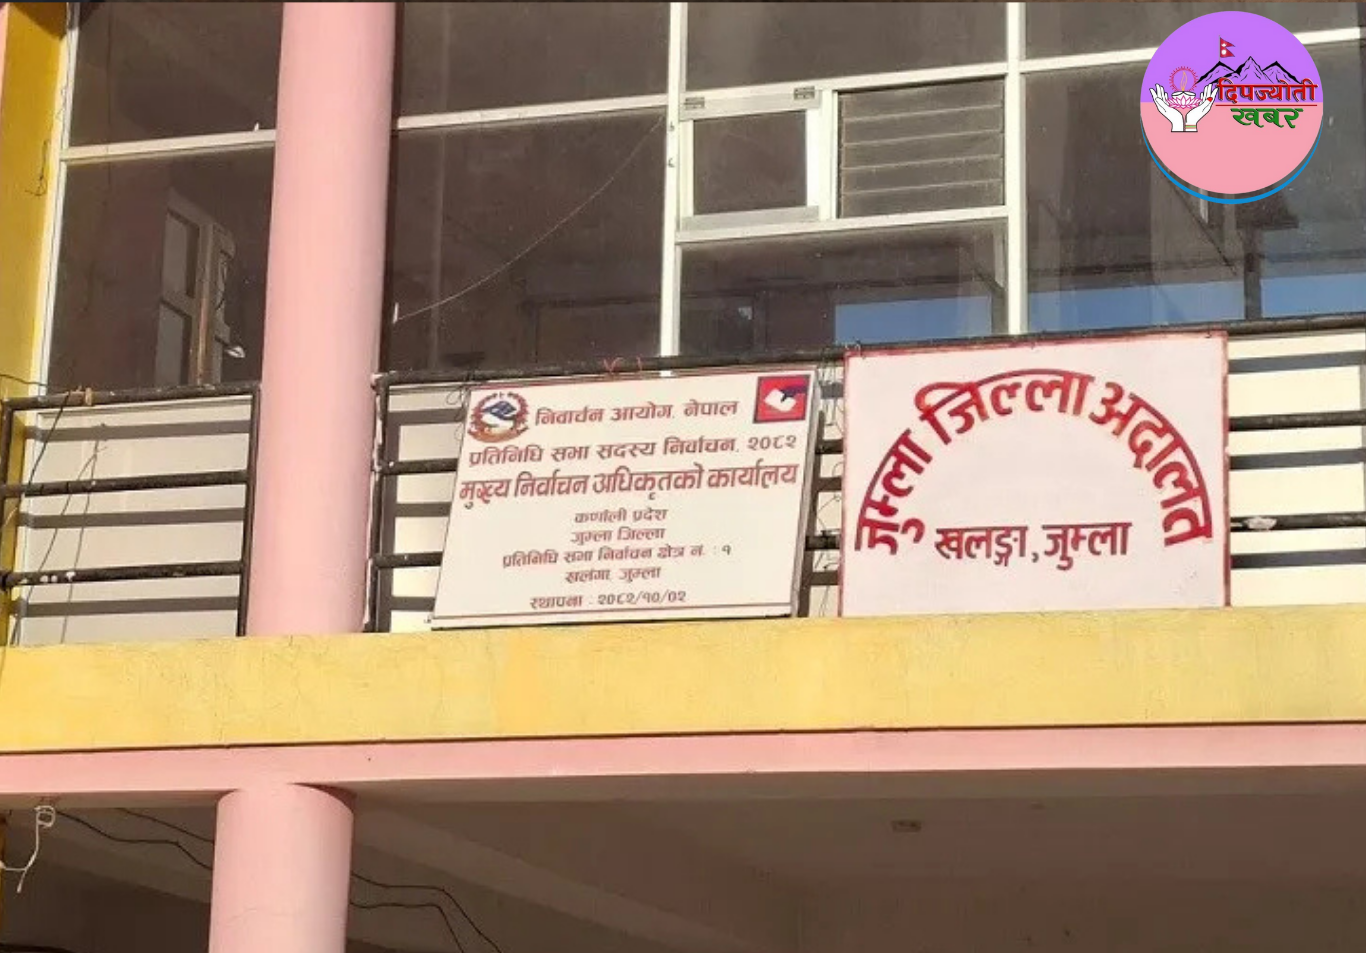 दिपज्योती
खबर
निवार्चन आयोग, नेपाल
प्रतिनिधि सभा सदस्य निर्वाचन, २०८२
मुख्य निर्वाचन अधिकृतको कार्यालय
कर्णाली प्रदेश
जुम्ला जिल्ला
प्रतिनिधि सभा निर्वाचन क्षेत्र नं. : १
खलंगा, जुम्ला
स्थापना : २०८२/१०/०२
जुम्ला जिल्ला अदालत
खलङ्गा, जुम्ला